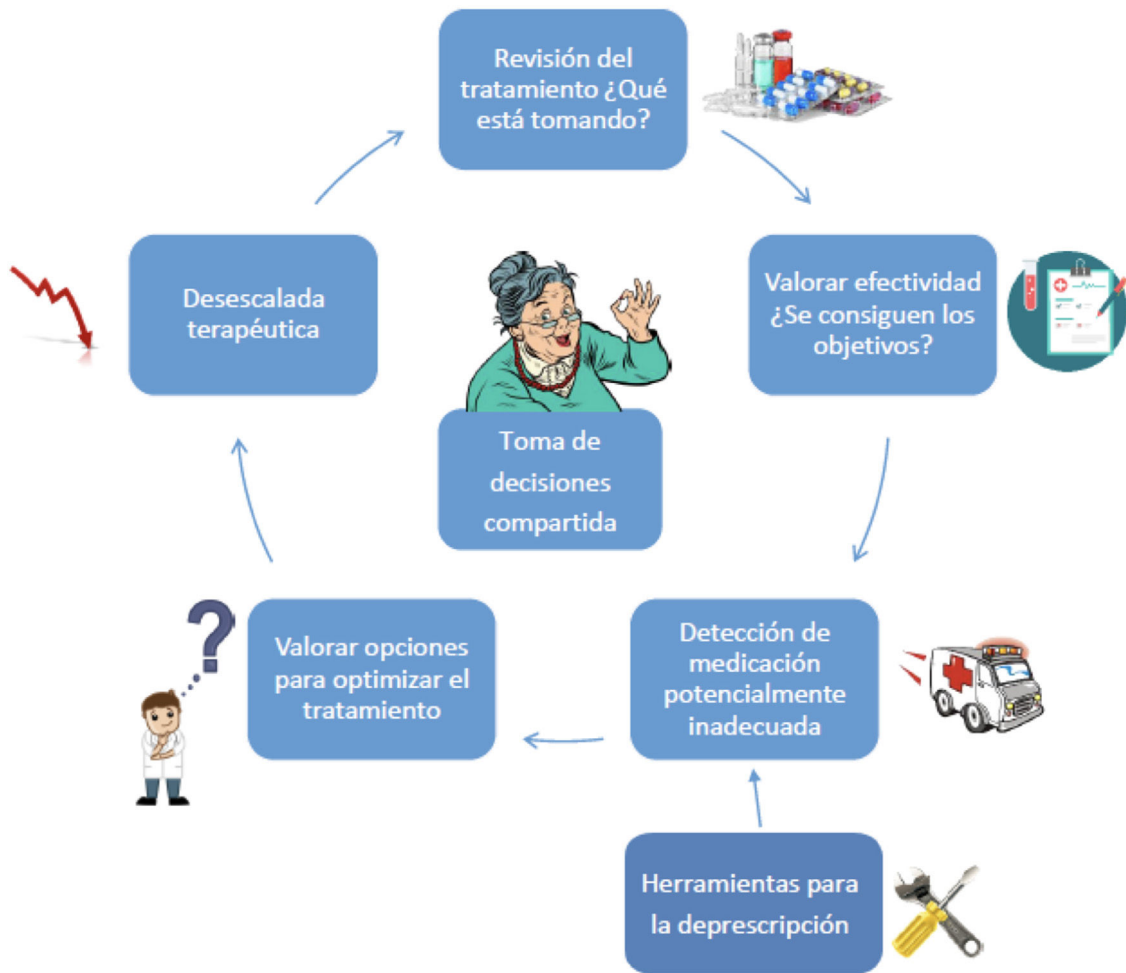 Revisión del
tratamiento ¿Qué
está tomando?
Valorar efectividad
¿Se consiguen los
objetivos?
Desescalada
terapéutica
Toma de
decisiones
compartida
Detección de
medicación
potencialmente
inadecuada
Valorar opciones
para optimizar el
tratamiento
Herramientas para
la deprescripción